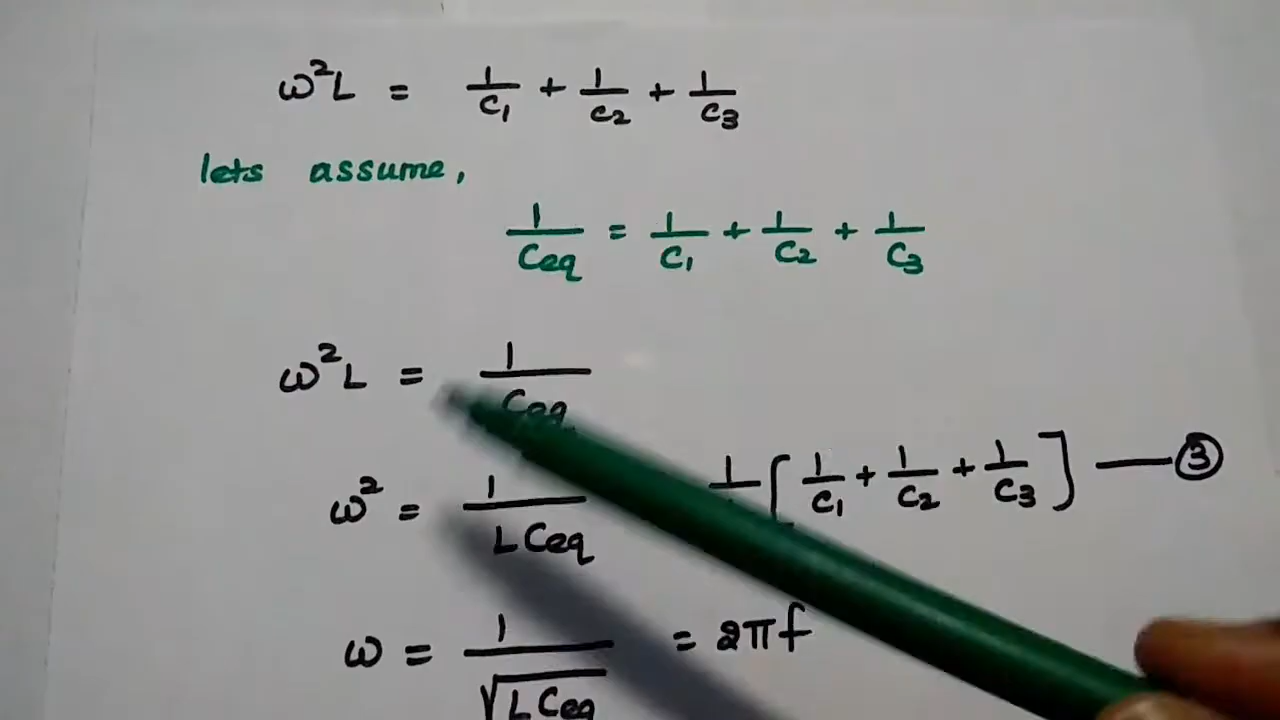 ω²L = 1/C₁ + 1/C₂ + 1/C₃
lets assume,
1/Ceq = 1/C₁ + 1/C₂ + 1/C₃
ω²L = 1/Ceq
ω² = 1/LCeq 1/ [1/C₁ + 1/C₂ + 1/C₃] — ③
ω = 1/√LCeq = 2πf